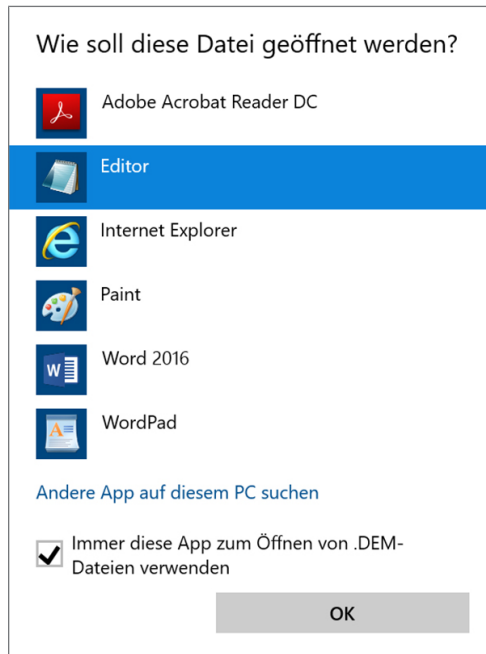 Wie soll diese Datei geöffnet werden?
Adobe Acrobat Reader DC
Editor
Internet Explorer
Paint
Word 2016
WordPad
Andere App auf diesem PC suchen
Immer diese App zum Öffnen von .DEM-
Dateien verwenden
OK